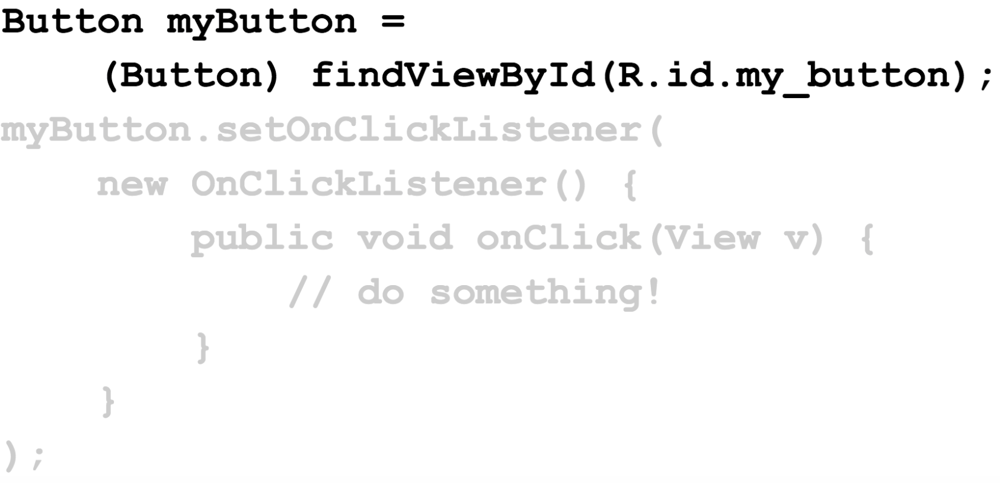 Button myButton =
    (Button) findViewById(R.id.my_button);
myButton.setOnClickListener(
    new OnClickListener() {
        public void onClick(View v) {
            // do something!
        }
    }
);